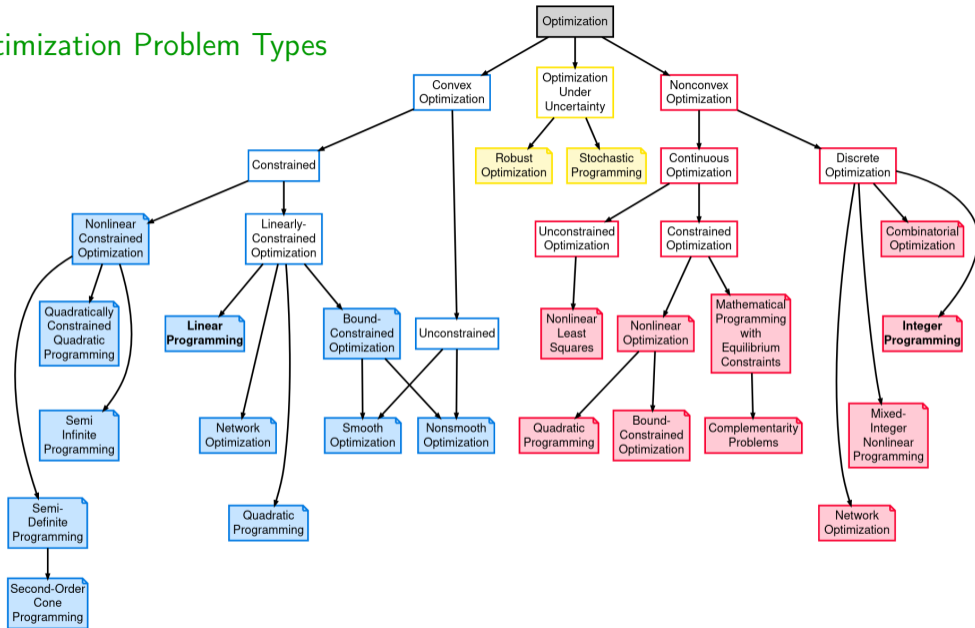 timization Problem Types
Optimization
Convex
Optimization
Optimization
Under
Uncertainty
Nonconvex
Optimization
Constrained
Robust
Optimization
Stochastic
Programming
Continuous
Optimization
Discrete
Optimization
Nonlinear
Constrained
Optimization
Linearly-
Constrained
Optimization
Unconstrained
Optimization
Constrained
Optimization
Combinatorial
Optimization
Quadratically
Constrained
Quadratic
Programming
Linear
Programming
Bound-
Constrained
Optimization
Unconstrained
Nonlinear
Least
Squares
Nonlinear
Optimization
Mathematical
Programming
with
Equilibrium
Constraints
Integer
Programming
Semi
Infinite
Programming
Network
Optimization
Smooth
Optimization
Nonsmooth
Optimization
Quadratic
Programming
Bound-
Constrained
Optimization
Complementarity
Problems
Mixed-
Integer
Nonlinear
Programming
Semi-
Definite
Programming
Quadratic
Programming
Network
Optimization
Second-Order
Cone
Programming